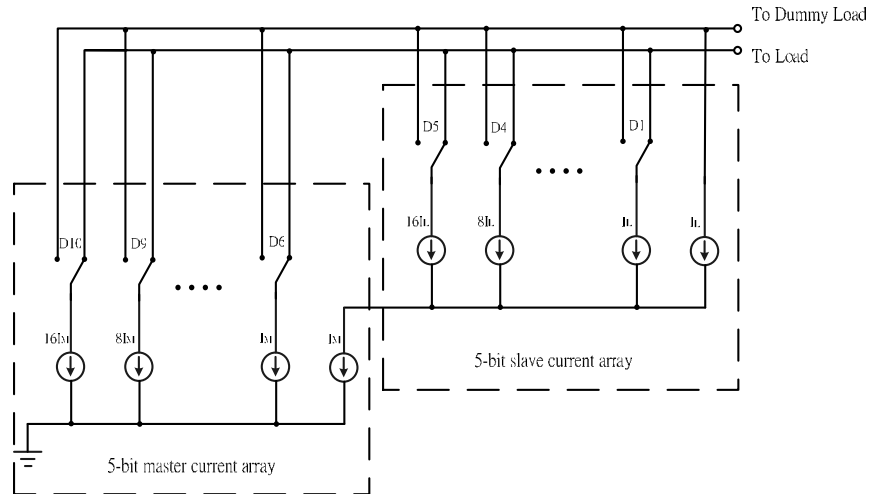 To Dummy Load
To Load
D5 D4 D1
16IL 8IL IL IL
D10 D9 D6
16IM 8IM IM IM
5-bit slave current array
5-bit master current array